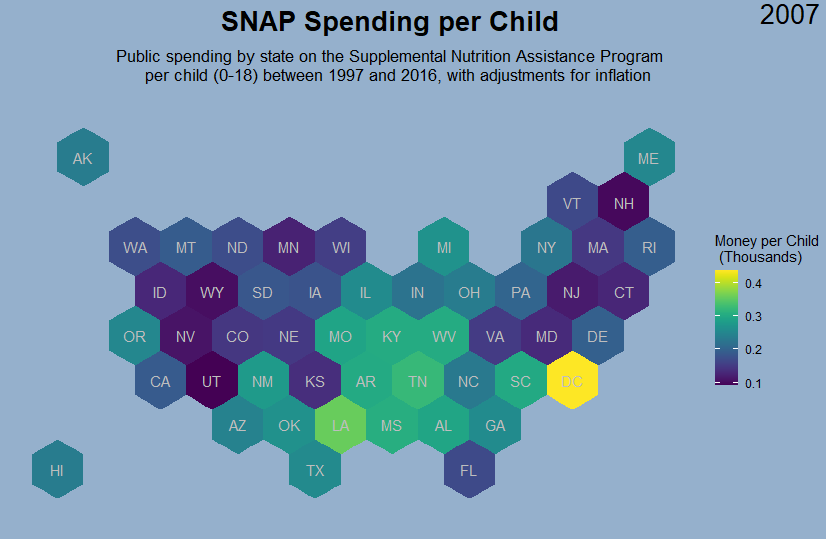 SNAP Spending per Child
2007
Public spending by state on the Supplemental Nutrition Assistance Program
per child (0-18) between 1997 and 2016, with adjustments for inflation
AK
ME
VT NH
WA MT ND MN WI MI NY MA RI
ID WY SD IA IL IN OH PA NJ CT
OR NV CO NE MO KY WV VA MD DE
CA UT NM KS AR TN NC SC DC
AZ OK LA MS AL GA
HI TX FL
Money per Child
(Thousands)
0.4
0.3
0.2
0.1